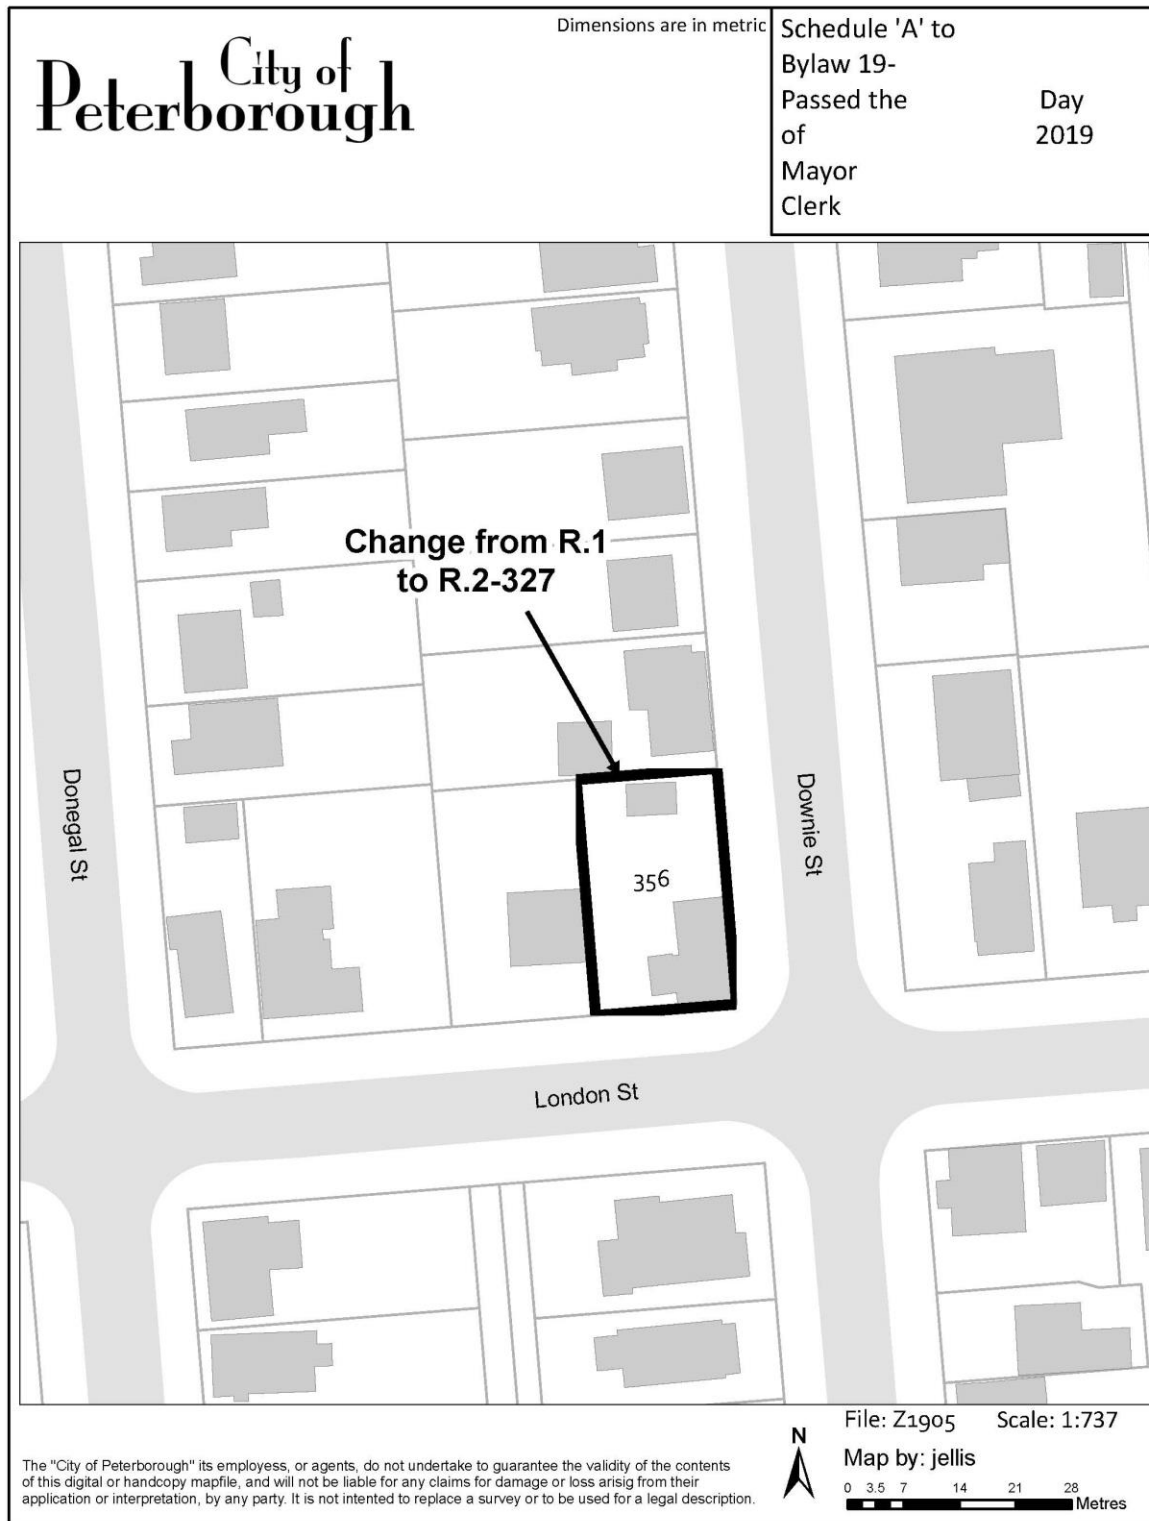 City of
Peterborough
Dimensions are in metric
Schedule 'A' to
Bylaw 19-
Passed the Day
of 2019
Mayor
Clerk
Change from R.1
to R.2-327
Donegal St
Downie St
356
London St
The "City of Peterborough" its employess, or agents, do not undertake to guarantee the validity of the contents
of this digital or handcopy mapfile, and will not be liable for any claims for damage or loss arisig from their
application or interpretation, by any party. It is not intented to replace a survey or to be used for a legal description.
N
File: Z1905 Scale: 1:737
Map by: jellis
0 3.5 7 14 21 28
Metres